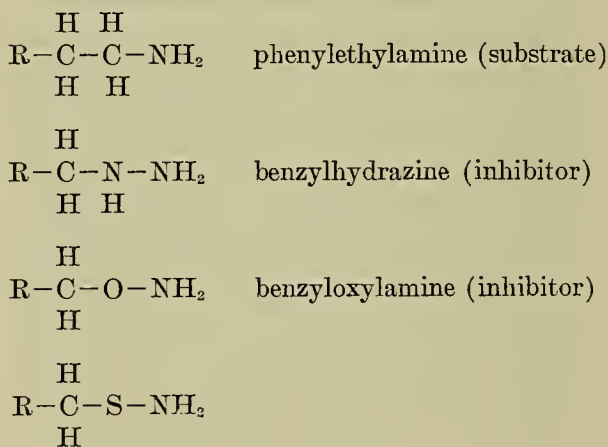 H H
R–C–C–NH₂ phenylethylamine (substrate)
H H
H
R–C–N–NH₂ benzylhydrazine (inhibitor)
H H
H
R–C–O–NH₂ benzyloxylamine (inhibitor)
H
H
R–C–S–NH₂
H